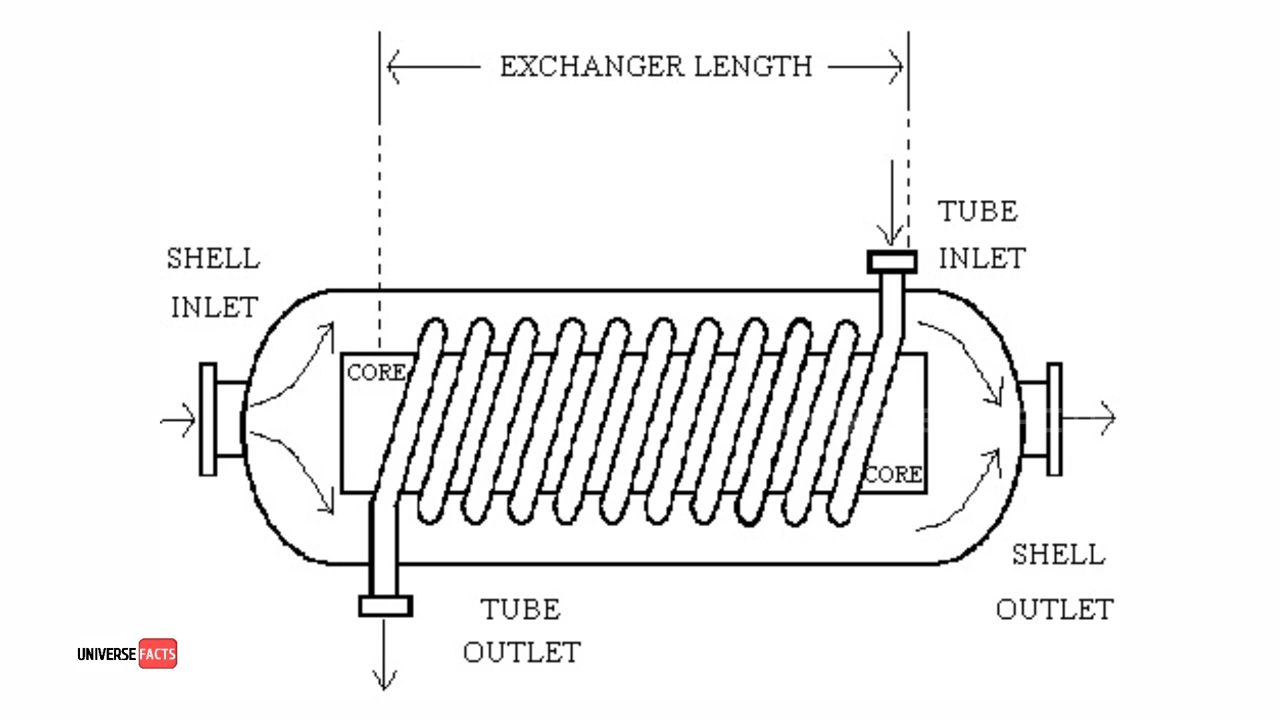 EXCHANGER LENGTH
TUBE
INLET
SHELL
INLET
CORE
CORE
SHELL
OUTLET
TUBE
OUTLET
UNIVERSE FACTS